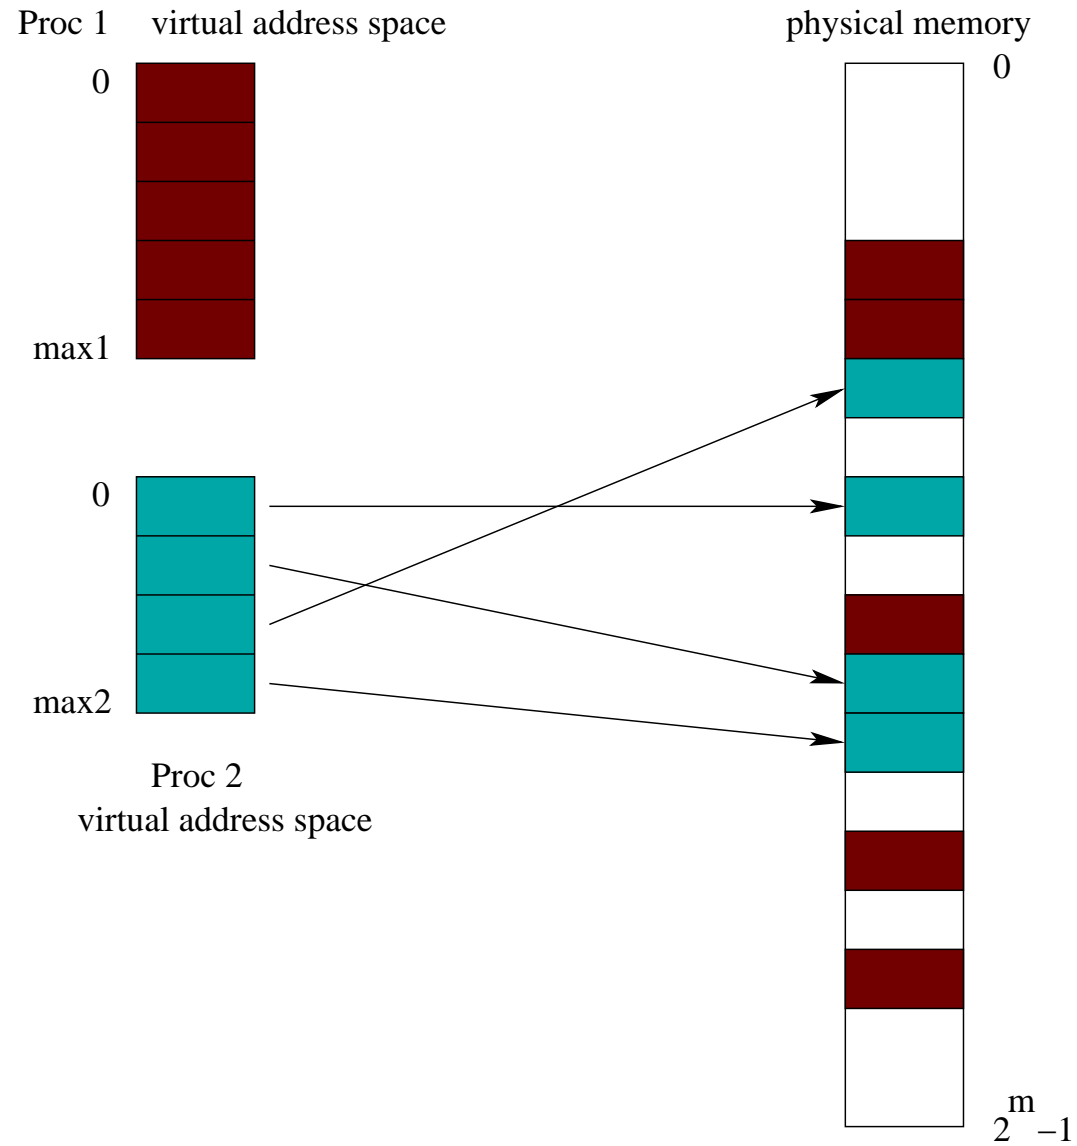 Proc 1 virtual address space
physical memory
0
0
max1
0
max2
Proc 2
virtual address space
2^m −1